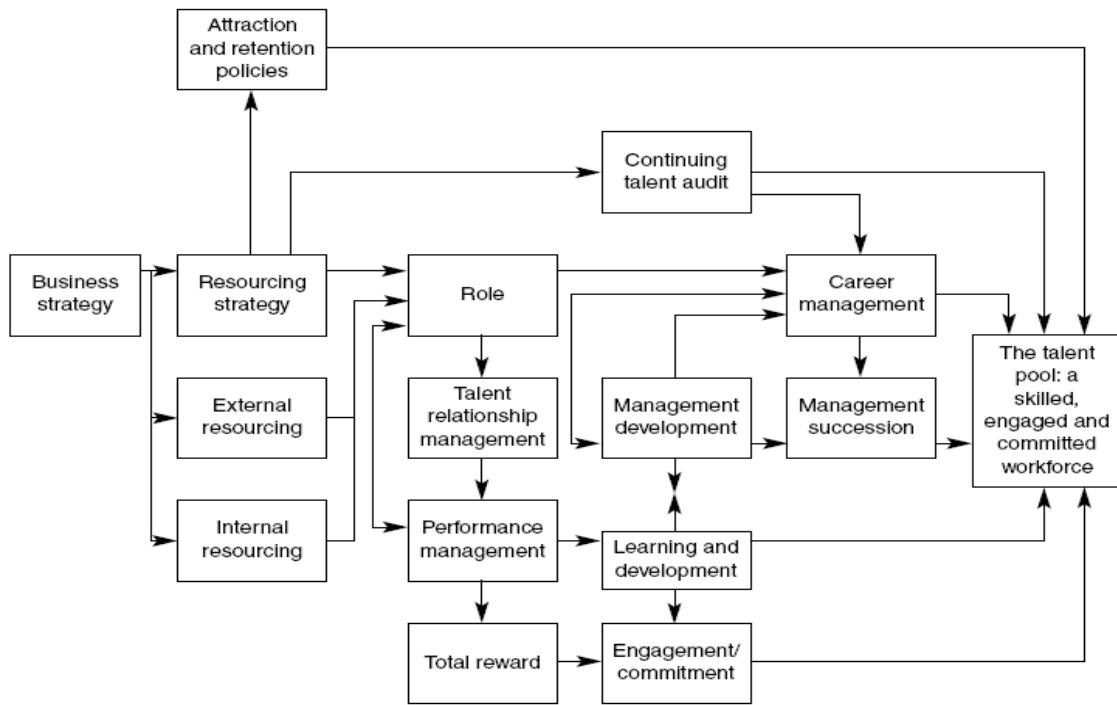 Attraction
and retention
policies
Continuing
talent audit
Business
strategy
Resourcing
strategy
Role
Career
management
The talent
pool: a
skilled,
engaged and
committed
workforce
External
resourcing
Talent
relationship
management
Management
development
Management
succession
Internal
resourcing
Performance
management
Learning and
development
Total reward
Engagement/
commitment